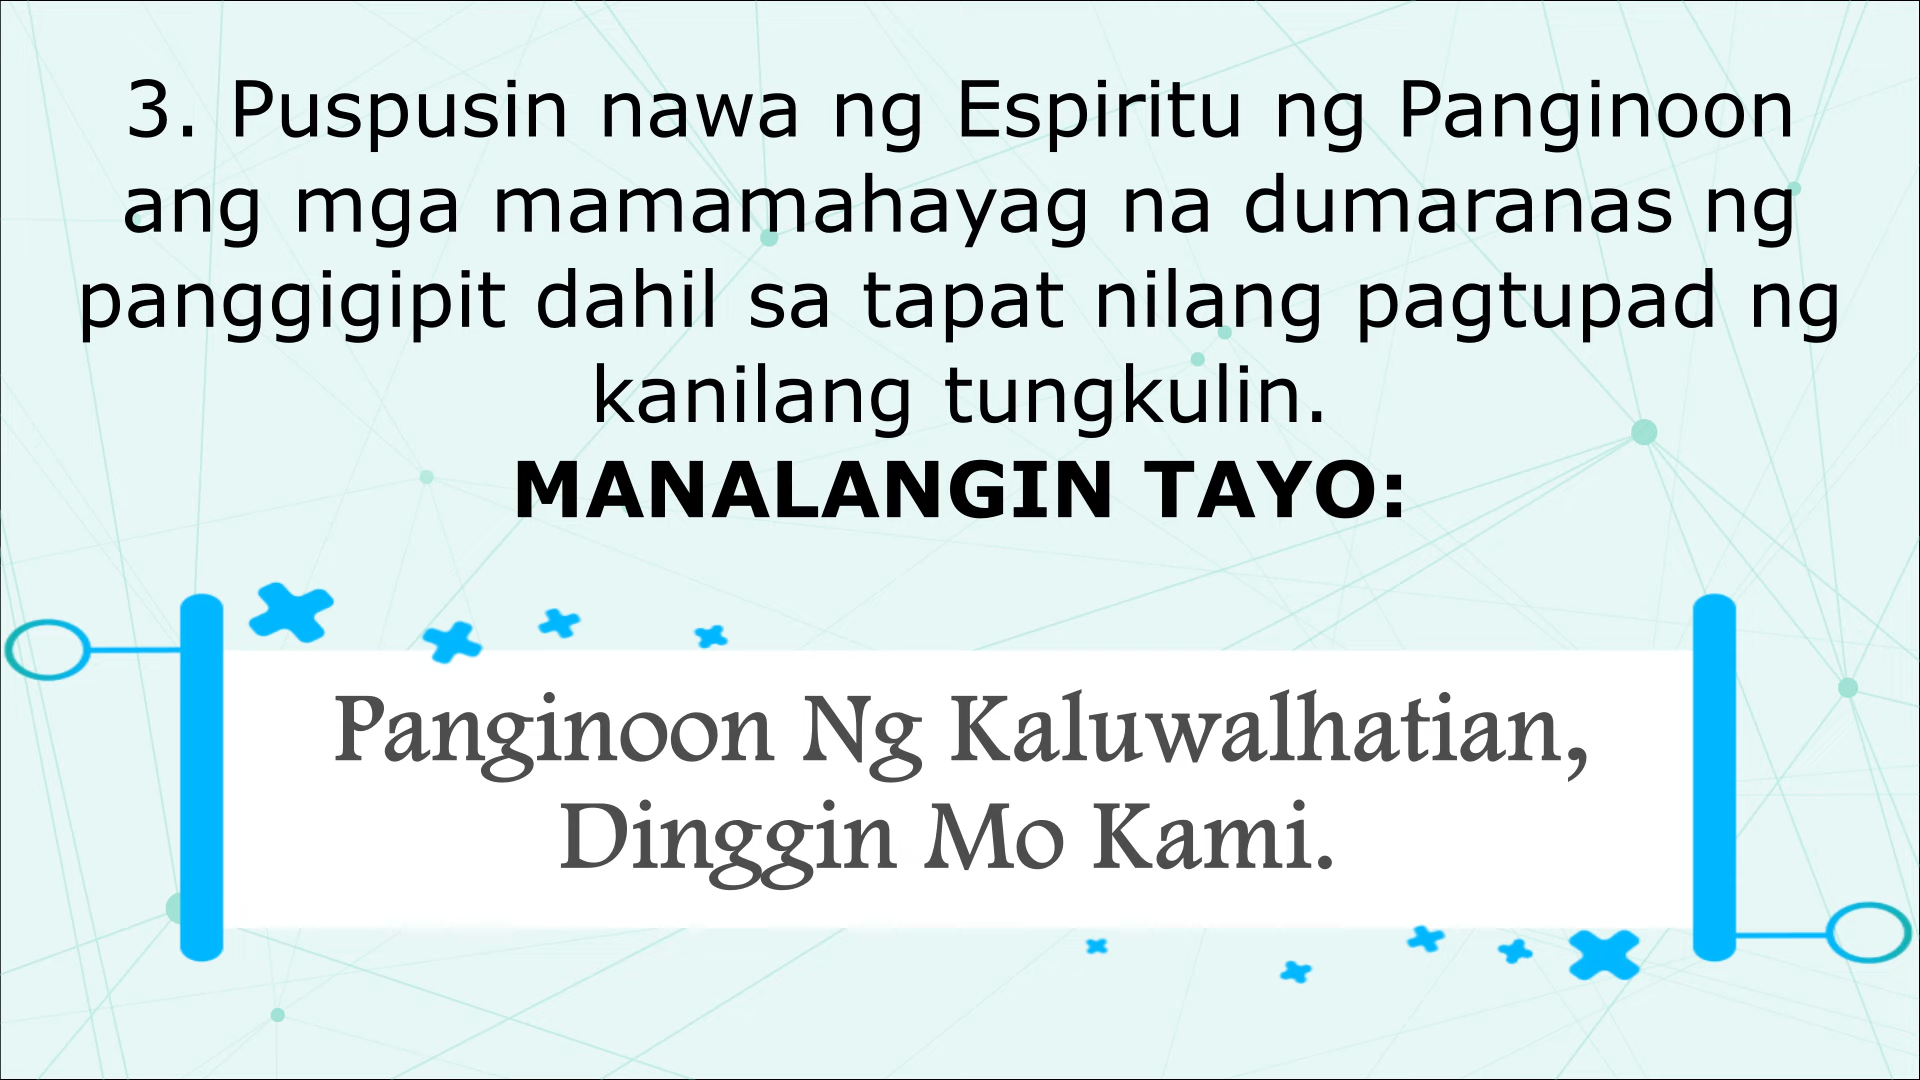 3. Puspusin nawa ng Espiritu ng Panginoon
ang mga mamamahayag na dumaranas ng
panggigipit dahil sa tapat nilang pagtupad ng
kanilang tungkulin.
MANALANGIN TAYO:
Panginoon Ng Kaluwalhatian,
Dinggin Mo Kami.